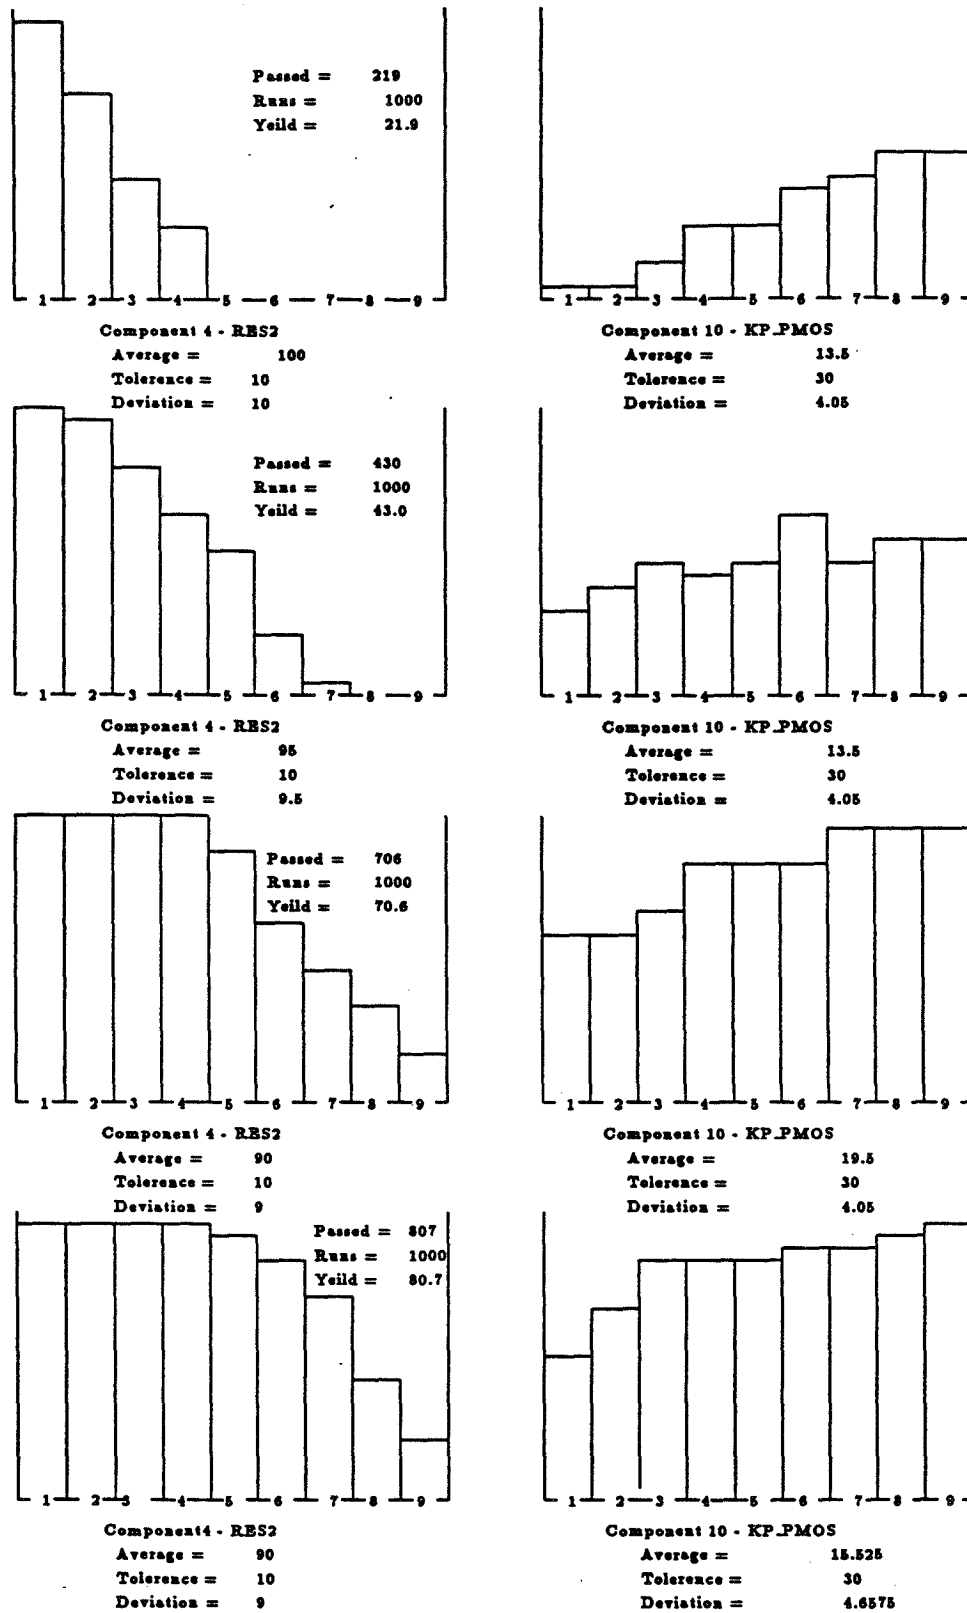 Passed = 219
Runs = 1000
Yeild = 21.9
1 2 3 4 5 6 7 8 9
1 2 3 4 5 6 7 8 9
Component 4 - RES2
Average = 100
Tolerence = 10
Deviation = 10
Component 10 - KP_PMOS
Average = 13.5
Tolerence = 30
Deviation = 4.05
Passed = 430
Runs = 1000
Yeild = 43.0
1 2 3 4 5 6 7 8 9
1 2 3 4 5 6 7 8 9
Component 4 - RES2
Average = 95
Tolerence = 10
Deviation = 9.5
Component 10 - KP_PMOS
Average = 13.5
Tolerence = 30
Deviation = 4.05
Passed = 706
Runs = 1000
Yeild = 70.6
1 2 3 4 5 6 7 8 9
1 2 3 4 5 6 7 8 9
Component 4 - RES2
Average = 90
Tolerence = 10
Deviation = 9
Component 10 - KP_PMOS
Average = 19.5
Tolerence = 30
Deviation = 4.05
Passed = 807
Runs = 1000
Yeild = 80.7
1 2 3 4 5 6 7 8 9
1 2 3 4 5 6 7 8 9
Component4 - RES2
Average = 90
Tolerence = 10
Deviation = 9
Component 10 - KP_PMOS
Average = 15.525
Tolerence = 30
Deviation = 4.6575